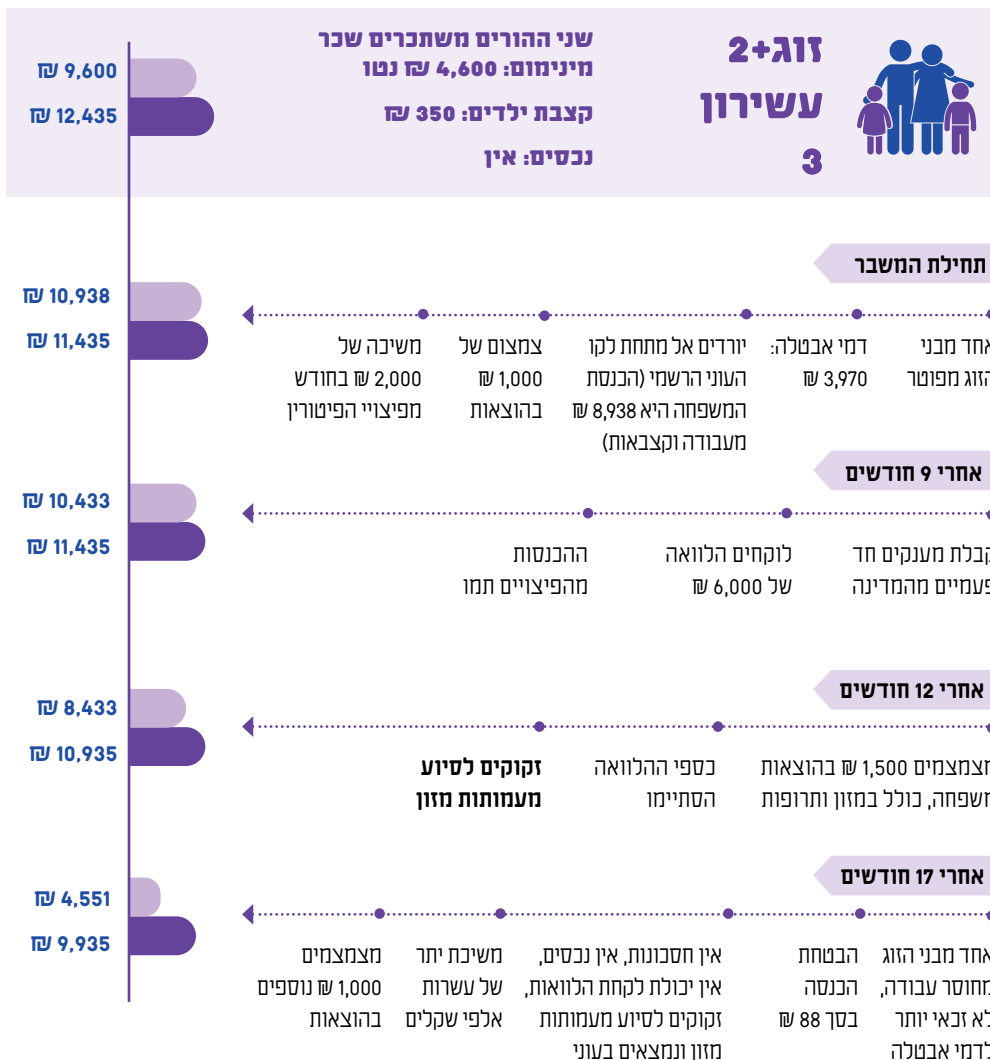 זוג+2
עשירון
3
שני ההורים משתכרים שכר
מינימום: 4,600 ₪ נטו
קצבת ילדים: 350 ₪
נכסים: אין
9,600 ₪
12,435 ₪
תחילת המשבר
אחד מבני
הזוג מפוטר
דמי אבטלה:
3,970 ₪
יורדים אל מתחת לקו
העוני הרשמי (הכנסת
המשפחה היא 8,938 ₪
מעבודה וקצבאות)
צמצום של
1,000 ₪
בהוצאות
משיכה של
2,000 ₪ בחודש
מפיצויי הפיטורין
10,938 ₪
11,435 ₪
אחרי 9 חודשים
קבלת מענקים חד
פעמיים מהמדינה
לוקחים הלוואה
של 6,000 ₪
ההכנסות
מהפיצויים תמו
10,433 ₪
11,435 ₪
אחרי 12 חודשים
מצמצמים 1,500 ₪ בהוצאות
משפחה, כולל במזון ותרופות
כספי ההלוואה
הסתיימו
זקוקים לסיוע
מעמותות מזון
8,433 ₪
10,935 ₪
אחרי 17 חודשים
אחד מבני הזוג
מחוסר עבודה,
לא זכאי יותר
לדמי אבטלה
הבטחת
הכנסה
בסך 88 ₪
אין חסכונות, אין נכסים,
אין יכולת לקחת הלוואות,
זקוקים לסיוע מעמותות
מזון ונמצאים בעוני
משיכת יתר
של עשרות
אלפי שקלים
מצמצמים
1,000 ₪ נוספים
בהוצאות
4,551 ₪
9,935 ₪